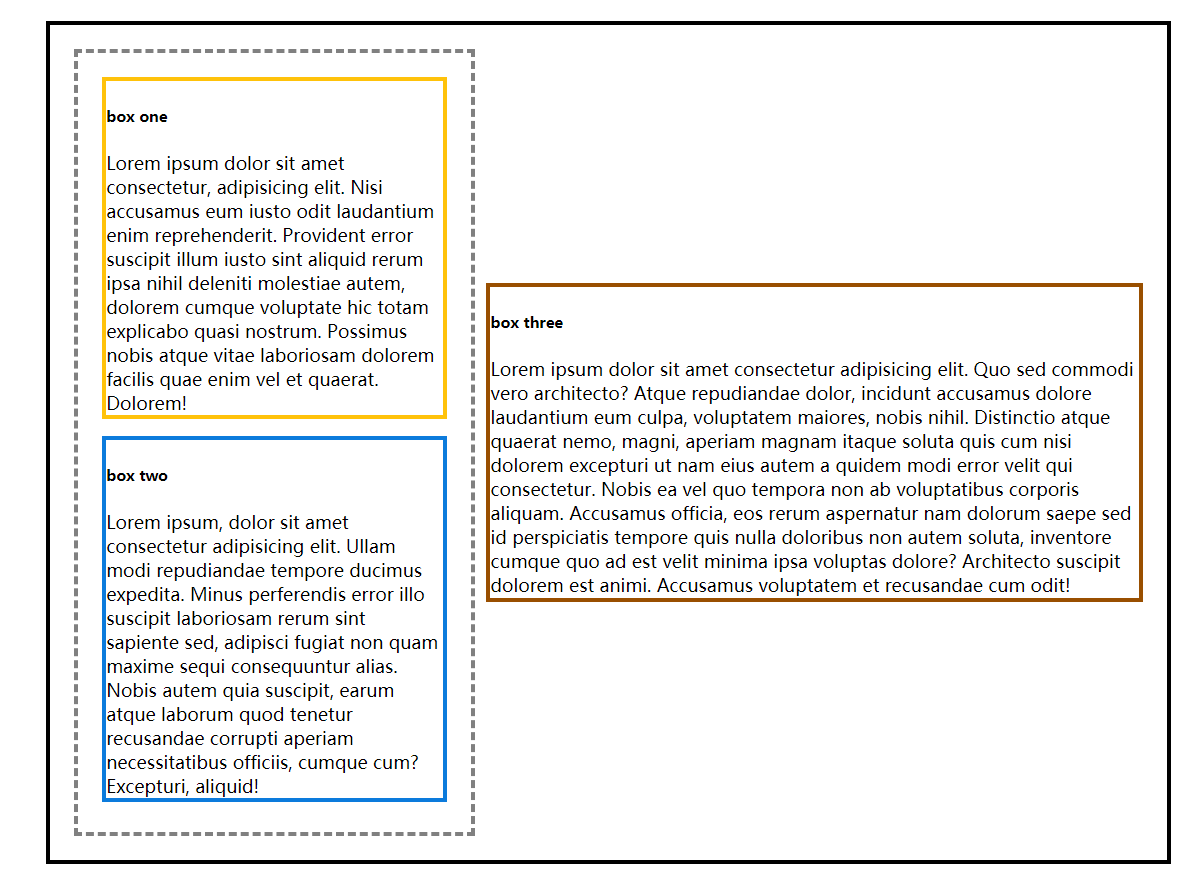 box one
Lorem ipsum dolor sit amet
consectetur, adipisicing elit. Nisi
accusamus eum iusto odit laudantium
enim reprehenderit. Provident error
suscipit illum iusto sint aliquid rerum
ipsa nihil deleniti molestiae autem,
dolorem cumque voluptate hic totam
explicabo quasi nostrum. Possimus
nobis atque vitae laboriosam dolorem
facilis quae enim vel et quaerat.
Dolorem!
box two
Lorem ipsum, dolor sit amet
consectetur adipisicing elit. Ullam
modi repudiandae tempore ducimus
expedita. Minus perferendis error illo
suscipit laboriosam rerum sint
sapiente sed, adipisci fugiat non quam
maxime sequi consequuntur alias.
Nobis autem quia suscipit, earum
atque laborum quod tenetur
recusandae corrupti aperiam
necessitatibus officiis, cumque cum?
Excepturi, aliquid!
box three
Lorem ipsum dolor sit amet consectetur adipisicing elit. Quo sed commodi
vero architecto? Atque repudiandae dolor, incidunt accusamus dolore
laudantium eum culpa, voluptatem maiores, nobis nihil. Distinctio atque
quaerat nemo, magni, aperiam magnam itaque soluta quis cum nisi
dolorem excepturi ut nam eius autem a quidem modi error velit qui
consectetur. Nobis ea vel quo tempora non ab voluptatibus corporis
aliquam. Accusamus officia, eos rerum aspernatur nam dolorum saepe sed
id perspiciatis tempore quis nulla doloribus non autem soluta, inventore
cumque quo ad est velit minima ipsa voluptas dolore? Architecto suscipit
dolorem est animi. Accusamus voluptatem et recusandae cum odit!